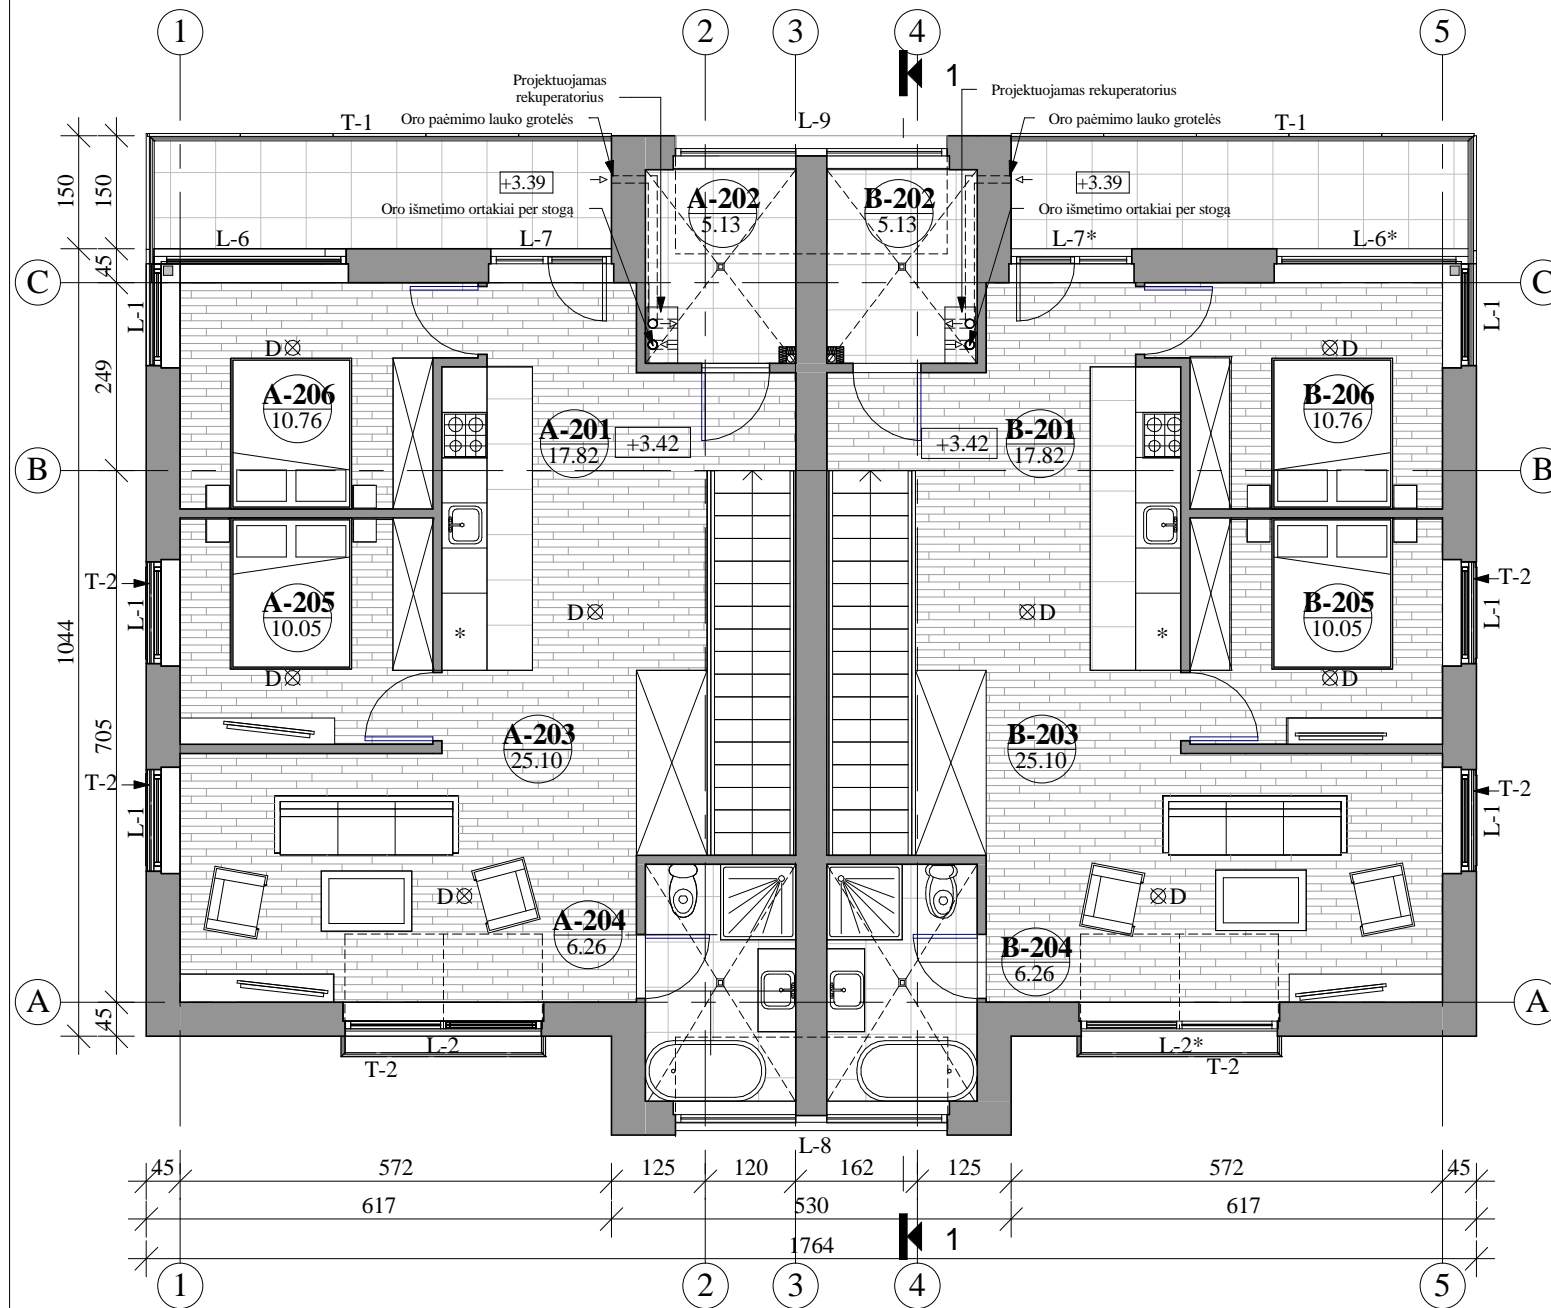 1
2
3
4
5
1
Projektuojamas
rekuperatorius
Projektuojamas rekuperatorius
Oro paėmimo lauko grotelės
Oro paėmimo lauko grotelės
T-1
L-9
T-1
150
150
+3.39
+3.39
A-202
5.13
B-202
5.13
Oro išmetimo ortakiai per stogą
Oro išmetimo ortakiai per stogą
L-6
L-7
L-7*
L-6*
45
C
C
L-1
L-1
D
D
249
A-206
10.76
A-201
17.82
+3.42
+3.42
B-201
17.82
B-206
10.76
B
B
T-2
T-2
L-1
L-1
A-205
10.05
B-205
10.05
D
D
*
*
1044
D
D
705
A-203
25.10
B-203
25.10
T-2
T-2
L-1
L-1
D
D
A-204
6.26
B-204
6.26
A
A
45
L-2
T-2
L-2*
T-2
L-8
45
572
125
120
162
125
572
45
617
530
617
1
1764
1
2
3
4
5